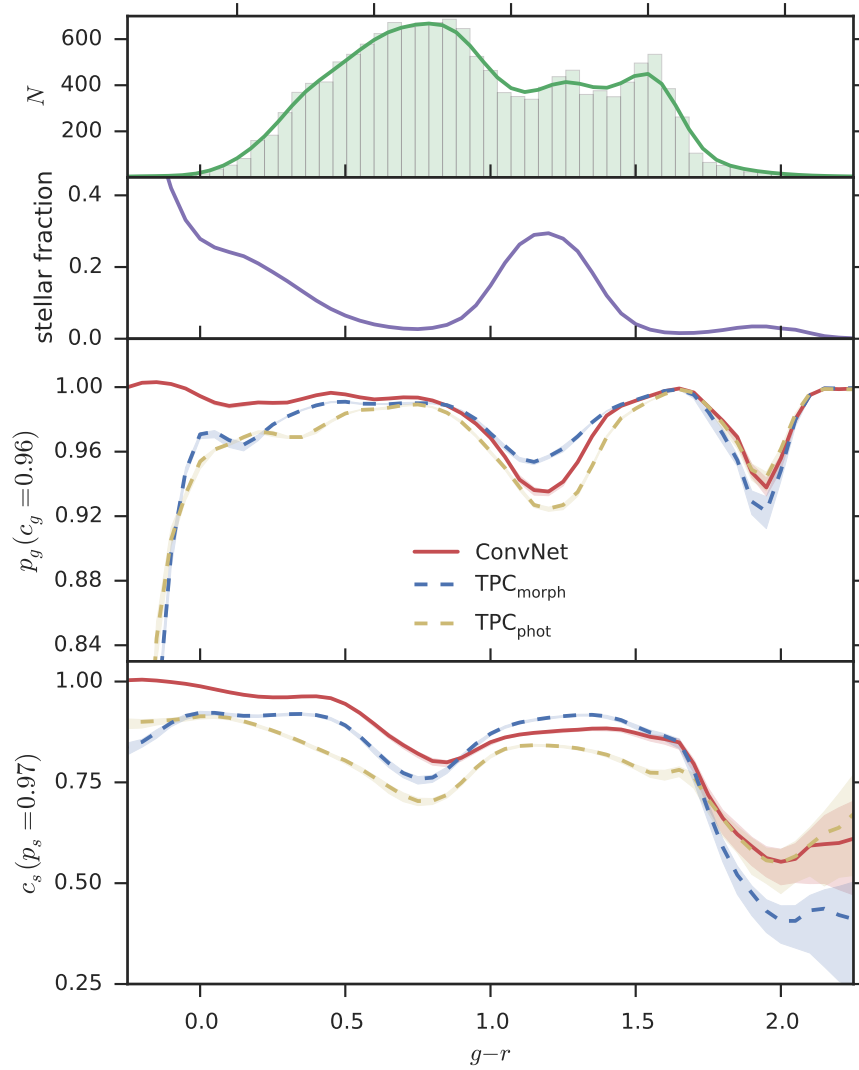 600
400
200
N
0.4
0.2
0.0
stellar fraction
1.00
0.96
0.92
0.88
0.84
p_g(c_g=0.96)
ConvNet
TPC_morph
TPC_phot
1.00
0.75
0.50
0.25
c_s(p_s=0.97)
0.0 0.5 1.0 1.5 2.0
g−r